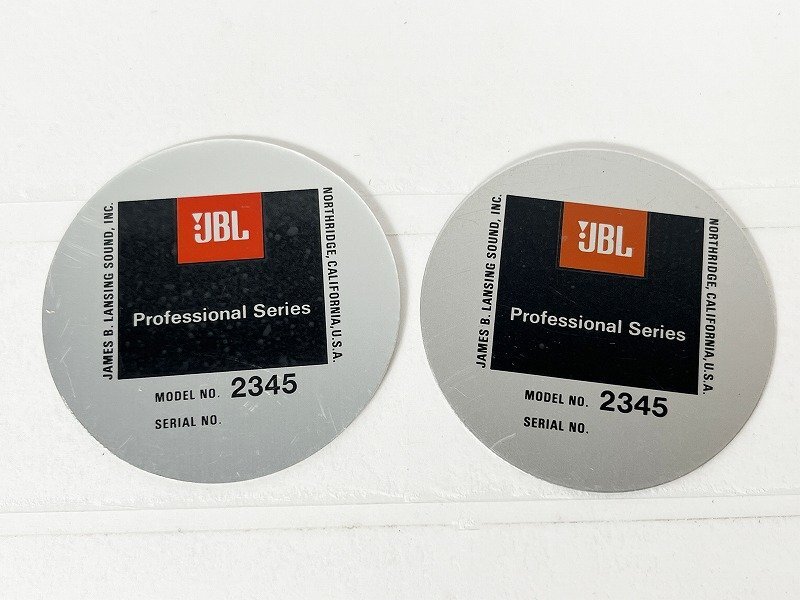 JBL
JAMES B. LANSING SOUND, INC.
NORTHRIDGE, CALIFORNIA, U.S.A.
Professional Series
MODEL NO. 2345
SERIAL NO.
JBL
JAMES B. LANSING SOUND, INC.
NORTHRIDGE, CALIFORNIA, U.S.A.
Professional Series
MODEL NO. 2345
SERIAL NO.